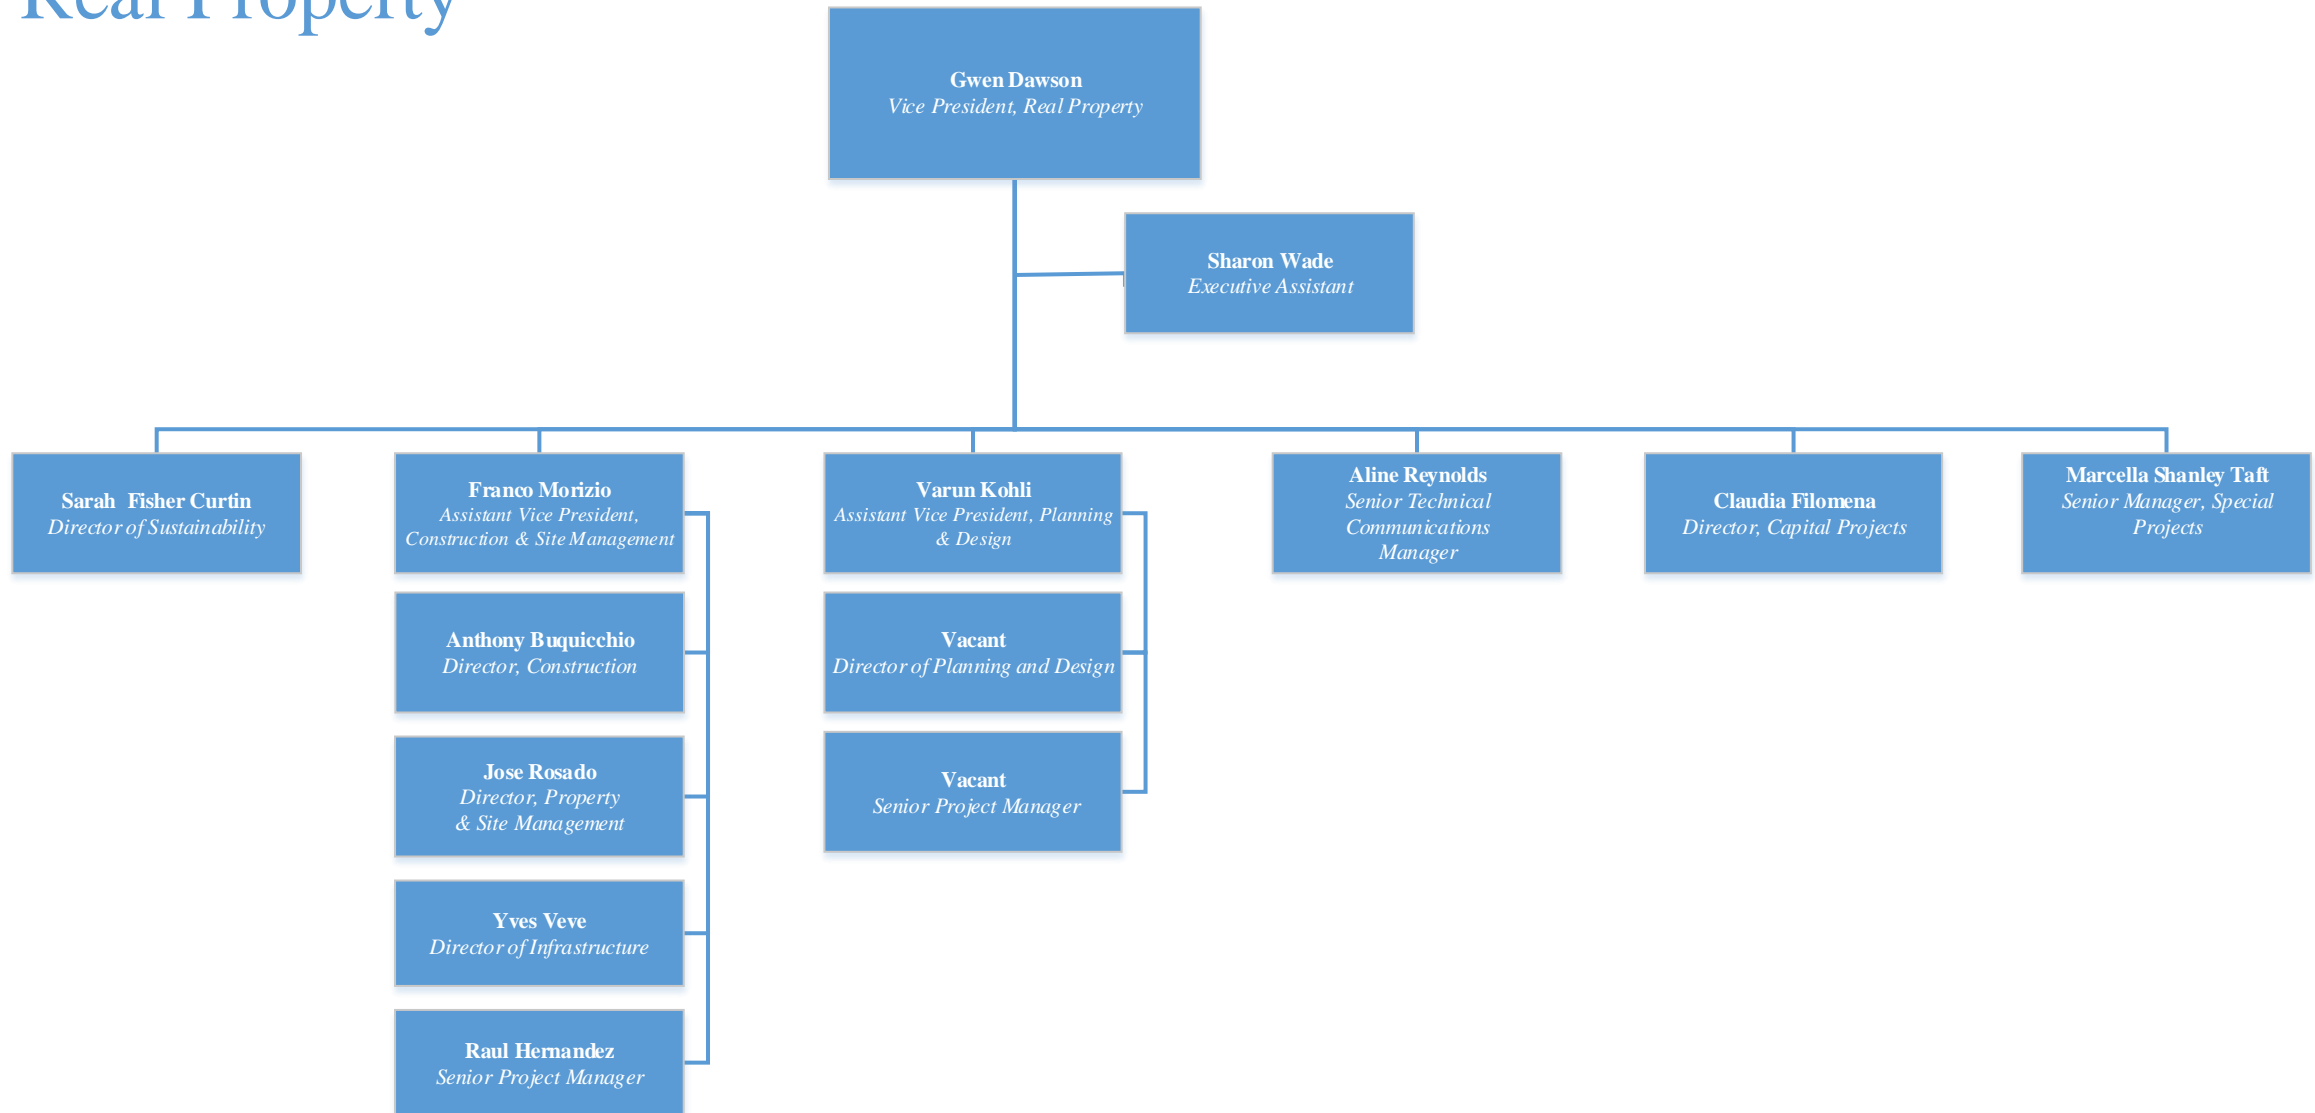 Real Property
Gwen Dawson
Vice President, Real Property
Sharon Wade
Executive Assistant
Sarah Fisher Curtin
Director of Sustainability
Franco Morizio
Assistant Vice President,
Construction & Site Management
Varun Kohli
Assistant Vice President, Planning
& Design
Aline Reynolds
Senior Technical
Communications
Manager
Claudia Filomena
Director, Capital Projects
Marcella Shanley Taft
Senior Manager, Special
Projects
Anthony Buquicchio
Director, Construction
Vacant
Director of Planning and Design
Jose Rosado
Director, Property
& Site Management
Vacant
Senior Project Manager
Yves Veve
Director of Infrastructure
Raul Hernandez
Senior Project Manager